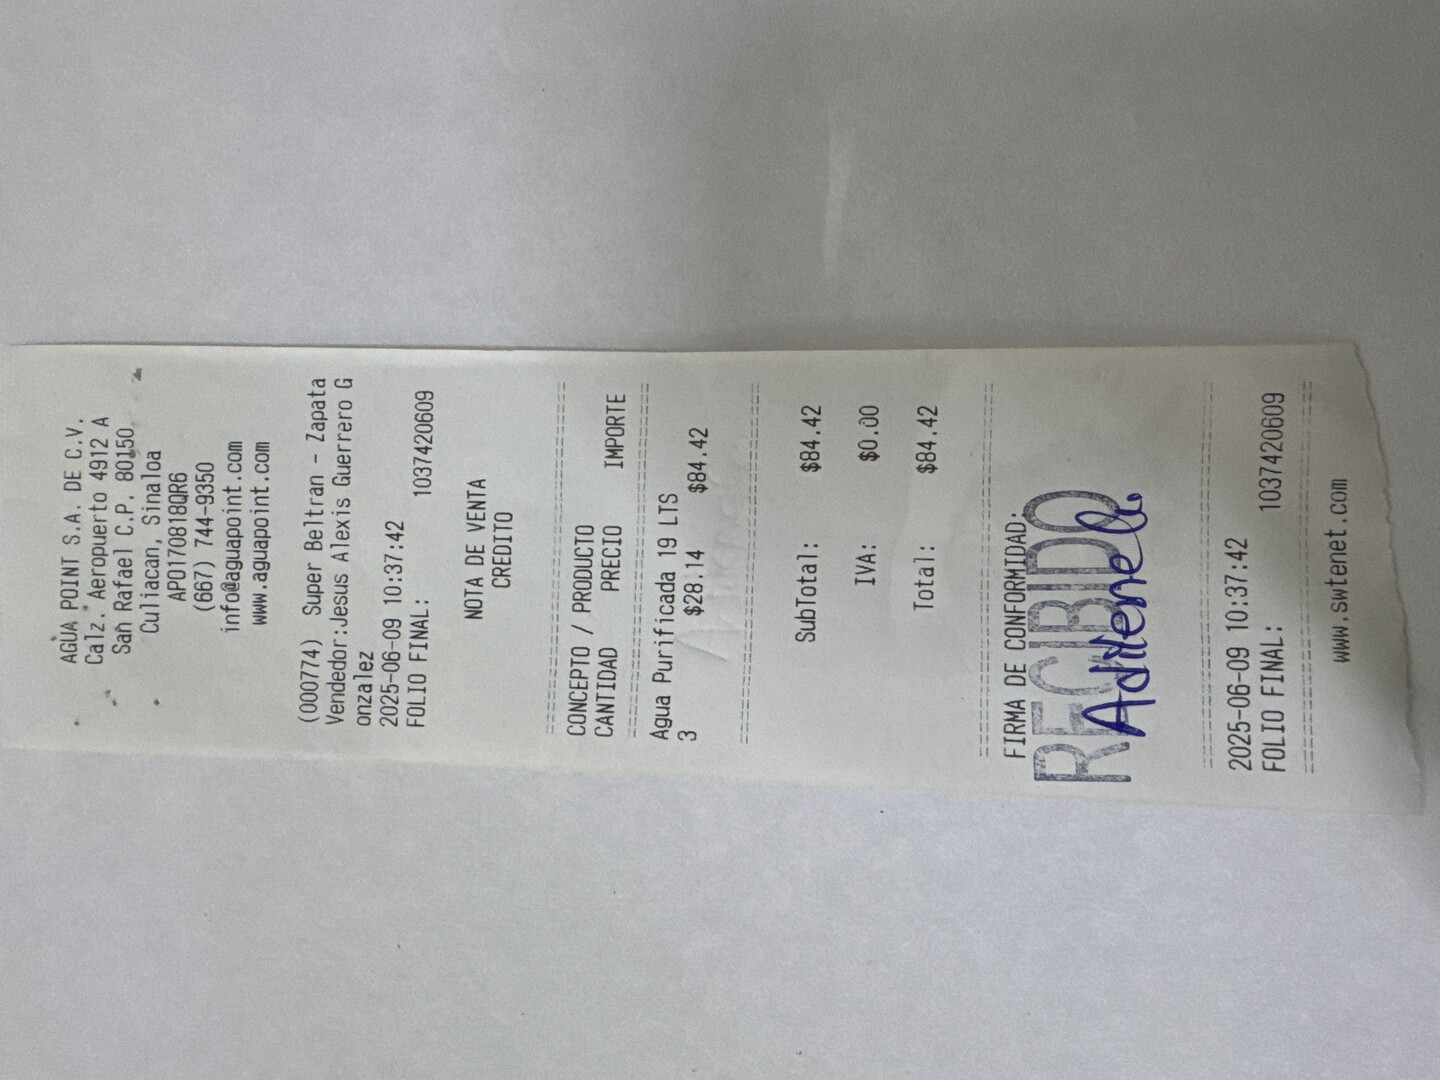 AGUA POINT S.A. DE C.V.
Calz. Aeropuerto 4912 A
San Rafael C.P. 80150
Culiacan, Sinaloa
APO170818QR6
(667) 744-9350
info@aguapoint.com
www.aguapoint.com
(000774) Super Beltran - Zapata
Vendedor:Jesus Alexis Guerrero G
onzalez
2025-06-09 10:37:42
FOLIO FINAL: 1037420609
NOTA DE VENTA
CREDITO
CONCEPTO / PRODUCTO
CANTIDAD PRECIO IMPORTE
Agua Purificada 19 LTS
3 $28.14 $84.42
SubTotal: $84.42
IVA: $0.00
Total: $84.42
FIRMA DE CONFORMIDAD:
RECIBIDO
Adilene
2025-06-09 10:37:42
FOLIO FINAL: 1037420609
www.swtenet.com